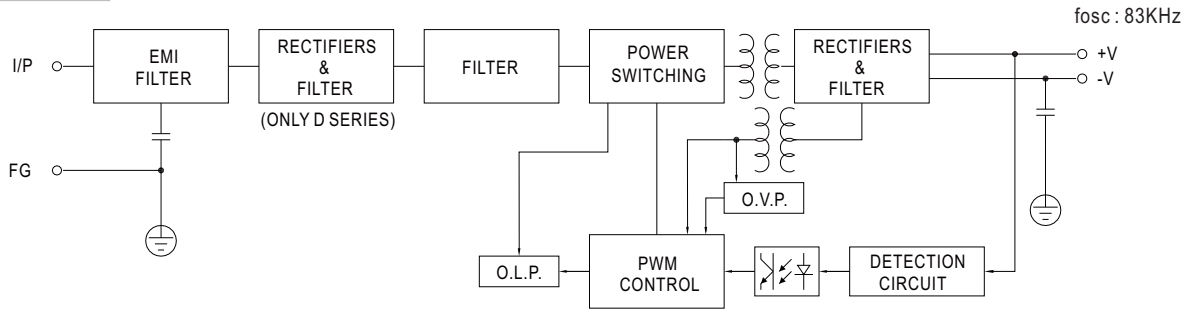 fosc : 83KHz
I/P
EMI
FILTER
RECTIFIERS
&
FILTER
(ONLY D SERIES)
FILTER
POWER
SWITCHING
RECTIFIERS
&
FILTER
+V
-V
FG
O.V.P.
O.L.P.
PWM
CONTROL
DETECTION
CIRCUIT